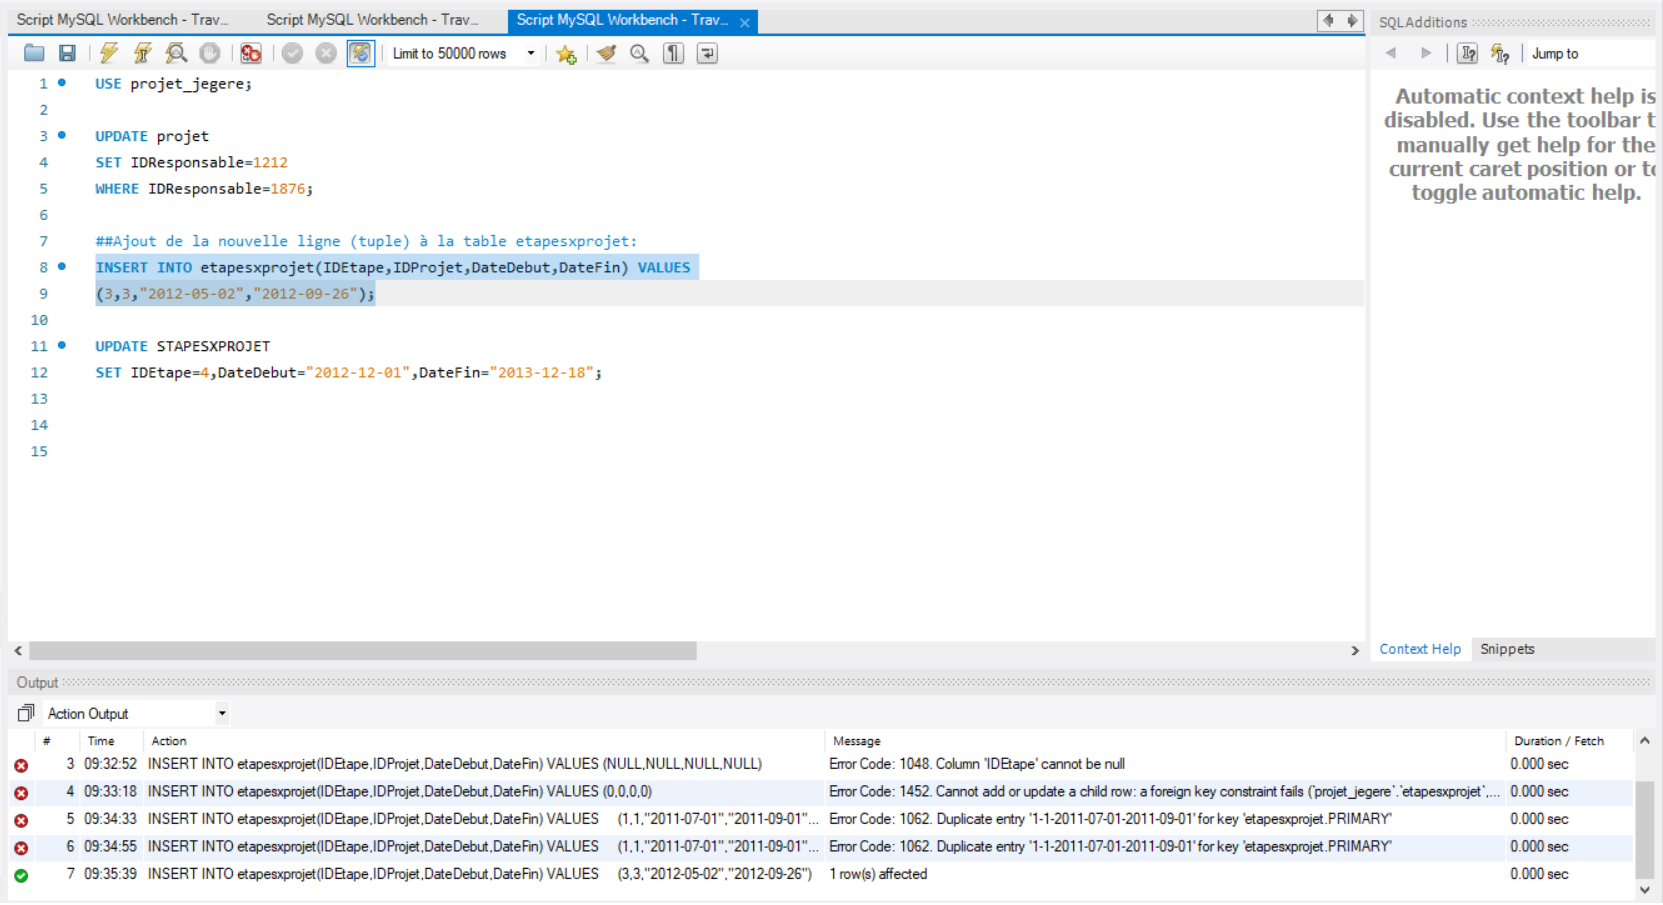 Script MySQL Workbench - Trav...
Script MySQL Workbench - Trav...
Script MySQL Workbench - Trav...
SQLAdditions
Limit to 50000 rows
Jump to
1 USE projet_jegere;
2
3 UPDATE projet
4 SET IDResponsable=1212
5 WHERE IDResponsable=1876;
6
7 ##Ajout de la nouvelle ligne (tuple) à la table etapesxprojet:
8 INSERT INTO etapesxprojet(IDEtape,IDProjet,DateDebut,DateFin) VALUES
9 (3,3,"2012-05-02","2012-09-26");
10
11 UPDATE STAPESXPROJET
12 SET IDEtape=4,DateDebut="2012-12-01",DateFin="2013-12-18";
13
14
15
Automatic context help is
disabled. Use the toolbar t
manually get help for the
current caret position or to
toggle automatic help.
Context Help Snippets
Output
Action Output
# Time Action Message Duration / Fetch
3 09:32:52 INSERT INTO etapesxprojet(IDEtape,IDProjet,DateDebut,DateFin) VALUES (NULL,NULL,NULL,NULL) Error Code: 1048. Column 'IDEtape' cannot be null 0.000 sec
4 09:33:18 INSERT INTO etapesxprojet(IDEtape,IDProjet,DateDebut,DateFin) VALUES (0,0,0,0) Error Code: 1452. Cannot add or update a child row: a foreign key constraint fails (`projet_jegere`.`etapesxprojet`,... 0.000 sec
5 09:34:33 INSERT INTO etapesxprojet(IDEtape,IDProjet,DateDebut,DateFin) VALUES (1,1,"2011-07-01","2011-09-01"... Error Code: 1062. Duplicate entry '1-1-2011-07-01-2011-09-01' for key 'etapesxprojet.PRIMARY' 0.000 sec
6 09:34:55 INSERT INTO etapesxprojet(IDEtape,IDProjet,DateDebut,DateFin) VALUES (1,1,"2011-07-01","2011-09-01"... Error Code: 1062. Duplicate entry '1-1-2011-07-01-2011-09-01' for key 'etapesxprojet.PRIMARY' 0.000 sec
7 09:35:39 INSERT INTO etapesxprojet(IDEtape,IDProjet,DateDebut,DateFin) VALUES (3,3,"2012-05-02","2012-09-26") 1 row(s) affected 0.000 sec